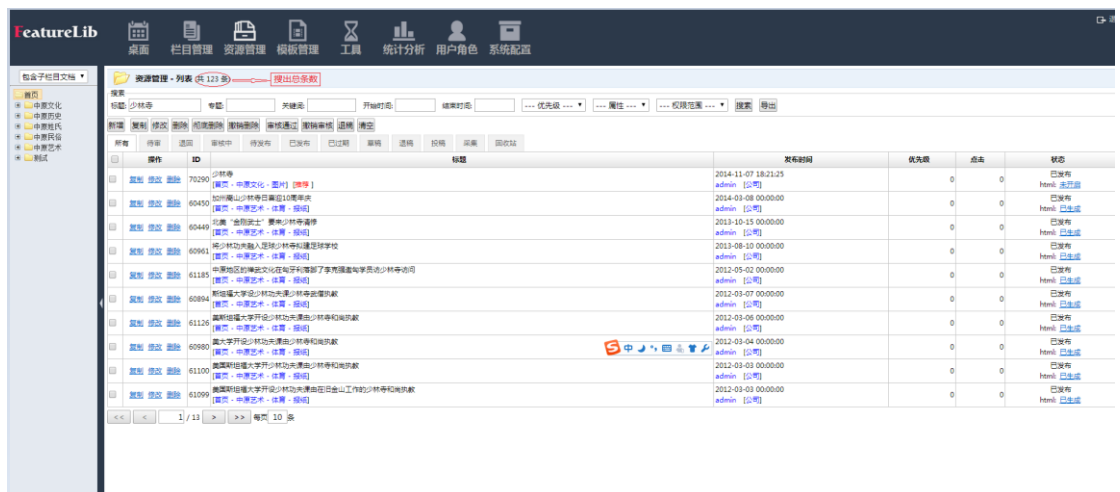 FeatureLib
桌面 栏目管理 资源管理 模板管理 工具 统计分析 用户角色 系统配置
包含子栏目文档
首页
中原文化
中原历史
中原姓氏
中原民俗
中原艺术
测试
资源管理 - 列表 (共 123 条) 搜出总条数
搜索
标题: 少林寺 专题: 关键词: 开始时间: 结束时间: --- 优先级 --- --- 属性 --- --- 权限范围 --- 搜索 导出
新增 复制 修改 删除 彻底删除 撤销删除 审核通过 撤销审核 退稿 清空
所有 待审 退回 审核中 待发布 已发布 已过期 草稿 退稿 投稿 采集 回收站
操作 ID 标题 发布时间 优先级 点击 状态
少林寺 2014-11-07 18:21:25 已发布
复制 修改 删除 70290 0 0
[首页 - 中原文化 - 图片] [推荐 ] admin [公司] html: 未开启
加州嵩山少林寺日喜迎10周年庆 2014-03-08 00:00:00 已发布
复制 修改 删除 60450 0 0
[首页 - 中原艺术 - 体育 - 报纸] admin [公司] html: 已生成
北美“金刚武士”要来少林寺清修 2013-10-15 00:00:00 已发布
复制 修改 删除 60449 0 0
[首页 - 中原艺术 - 体育 - 报纸] admin [公司] html: 已生成
将少林功夫融入足球少林寺拟建足球学校 2013-08-10 00:00:00 已发布
复制 修改 删除 60961 0 0
[首页 - 中原艺术 - 体育 - 报纸] admin [公司] html: 已生成
中原地区的禅武文化在匈牙利落脚了李克强邀匈学员访少林寺访问 2012-05-02 00:00:00 已发布
复制 修改 删除 61185 0 0
[首页 - 中原艺术 - 体育 - 报纸] admin [公司] html: 已生成
斯坦福大学设少林功夫课少林寺武僧执教 2012-03-07 00:00:00 已发布
复制 修改 删除 60894 0 0
[首页 - 中原艺术 - 体育 - 报纸] admin [公司] html: 已生成
美斯坦福大学开设少林功夫课由少林寺和尚执教 2012-03-06 00:00:00 已发布
复制 修改 删除 61126 0 0
[首页 - 中原艺术 - 体育 - 报纸] admin [公司] html: 已生成
美大学开设少林功夫课由少林寺和尚执教 2012-03-04 00:00:00 已发布
复制 修改 删除 60980 中 0 0
[首页 - 中原艺术 - 体育 - 报纸] admin [公司] html: 已生成
美国斯坦福大学开少林功夫课由少林寺和尚执教 2012-03-03 00:00:00 已发布
复制 修改 删除 61100 0 0
[首页 - 中原艺术 - 体育 - 报纸] admin [公司] html: 已生成
美国斯坦福大学开设少林功夫课由在旧金山工作的少林寺和尚执教 2012-03-03 00:00:00 已发布
复制 修改 删除 61099 0 0
[首页 - 中原艺术 - 体育 - 报纸] admin [公司] html: 已生成
<< < 1 / 13 > >> 每页 10 条